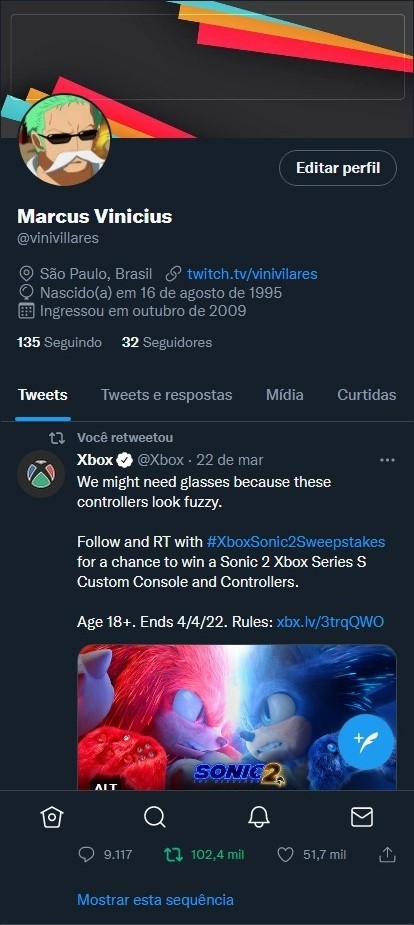 Editar perfil
Marcus Vinicius
@vinivillares
São Paulo, Brasil twitch.tv/vinivilares
Nascido(a) em 16 de agosto de 1995
Ingressou em outubro de 2009
135 Seguindo 32 Seguidores
Tweets Tweets e respostas Mídia Curtidas
Você retweetou
Xbox @Xbox · 22 de mar
We might need glasses because these
controllers look fuzzy.
Follow and RT with #XboxSonic2Sweepstakes
for a chance to win a Sonic 2 Xbox Series S
Custom Console and Controllers.
Age 18+. Ends 4/4/22. Rules: xbx.lv/3trqQWO
SONIC 2
ALT
9.117 102,4 mil 51,7 mil
Mostrar esta sequência